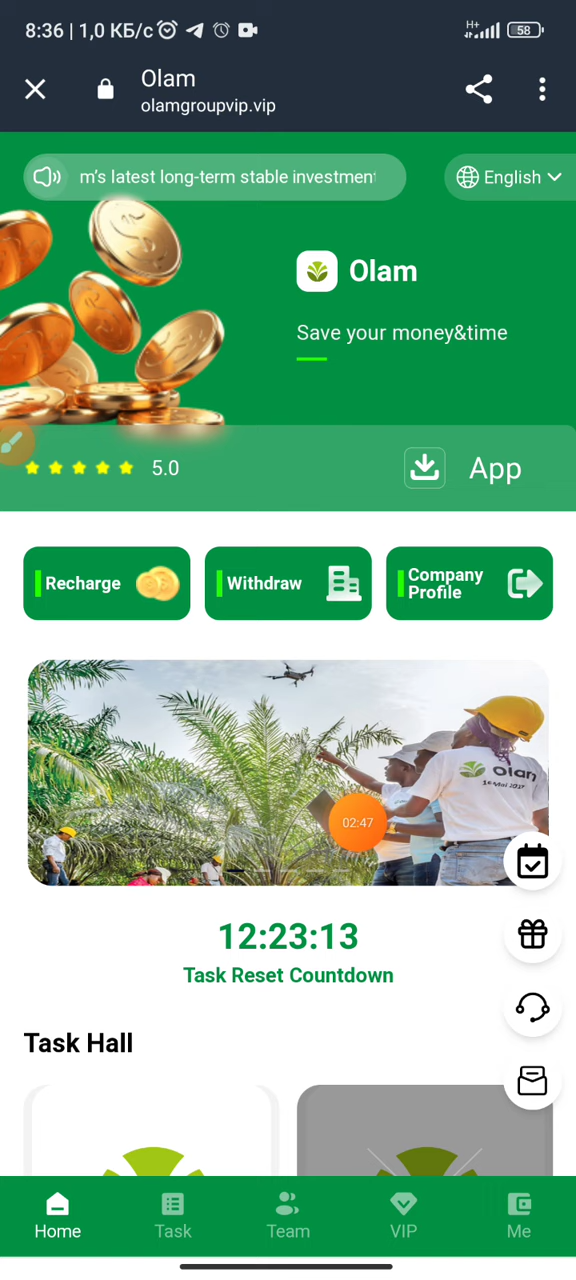 8:36 | 1,0 КБ/с
H+
58
Olam
olamgroupvip.vip
m's latest long-term stable investment
English
Olam
Save your money&time
5.0
App
Recharge
Withdraw
Company
Profile
Olam
02:47
12:23:13
Task Reset Countdown
Task Hall
Home
Task
Team
VIP
Me